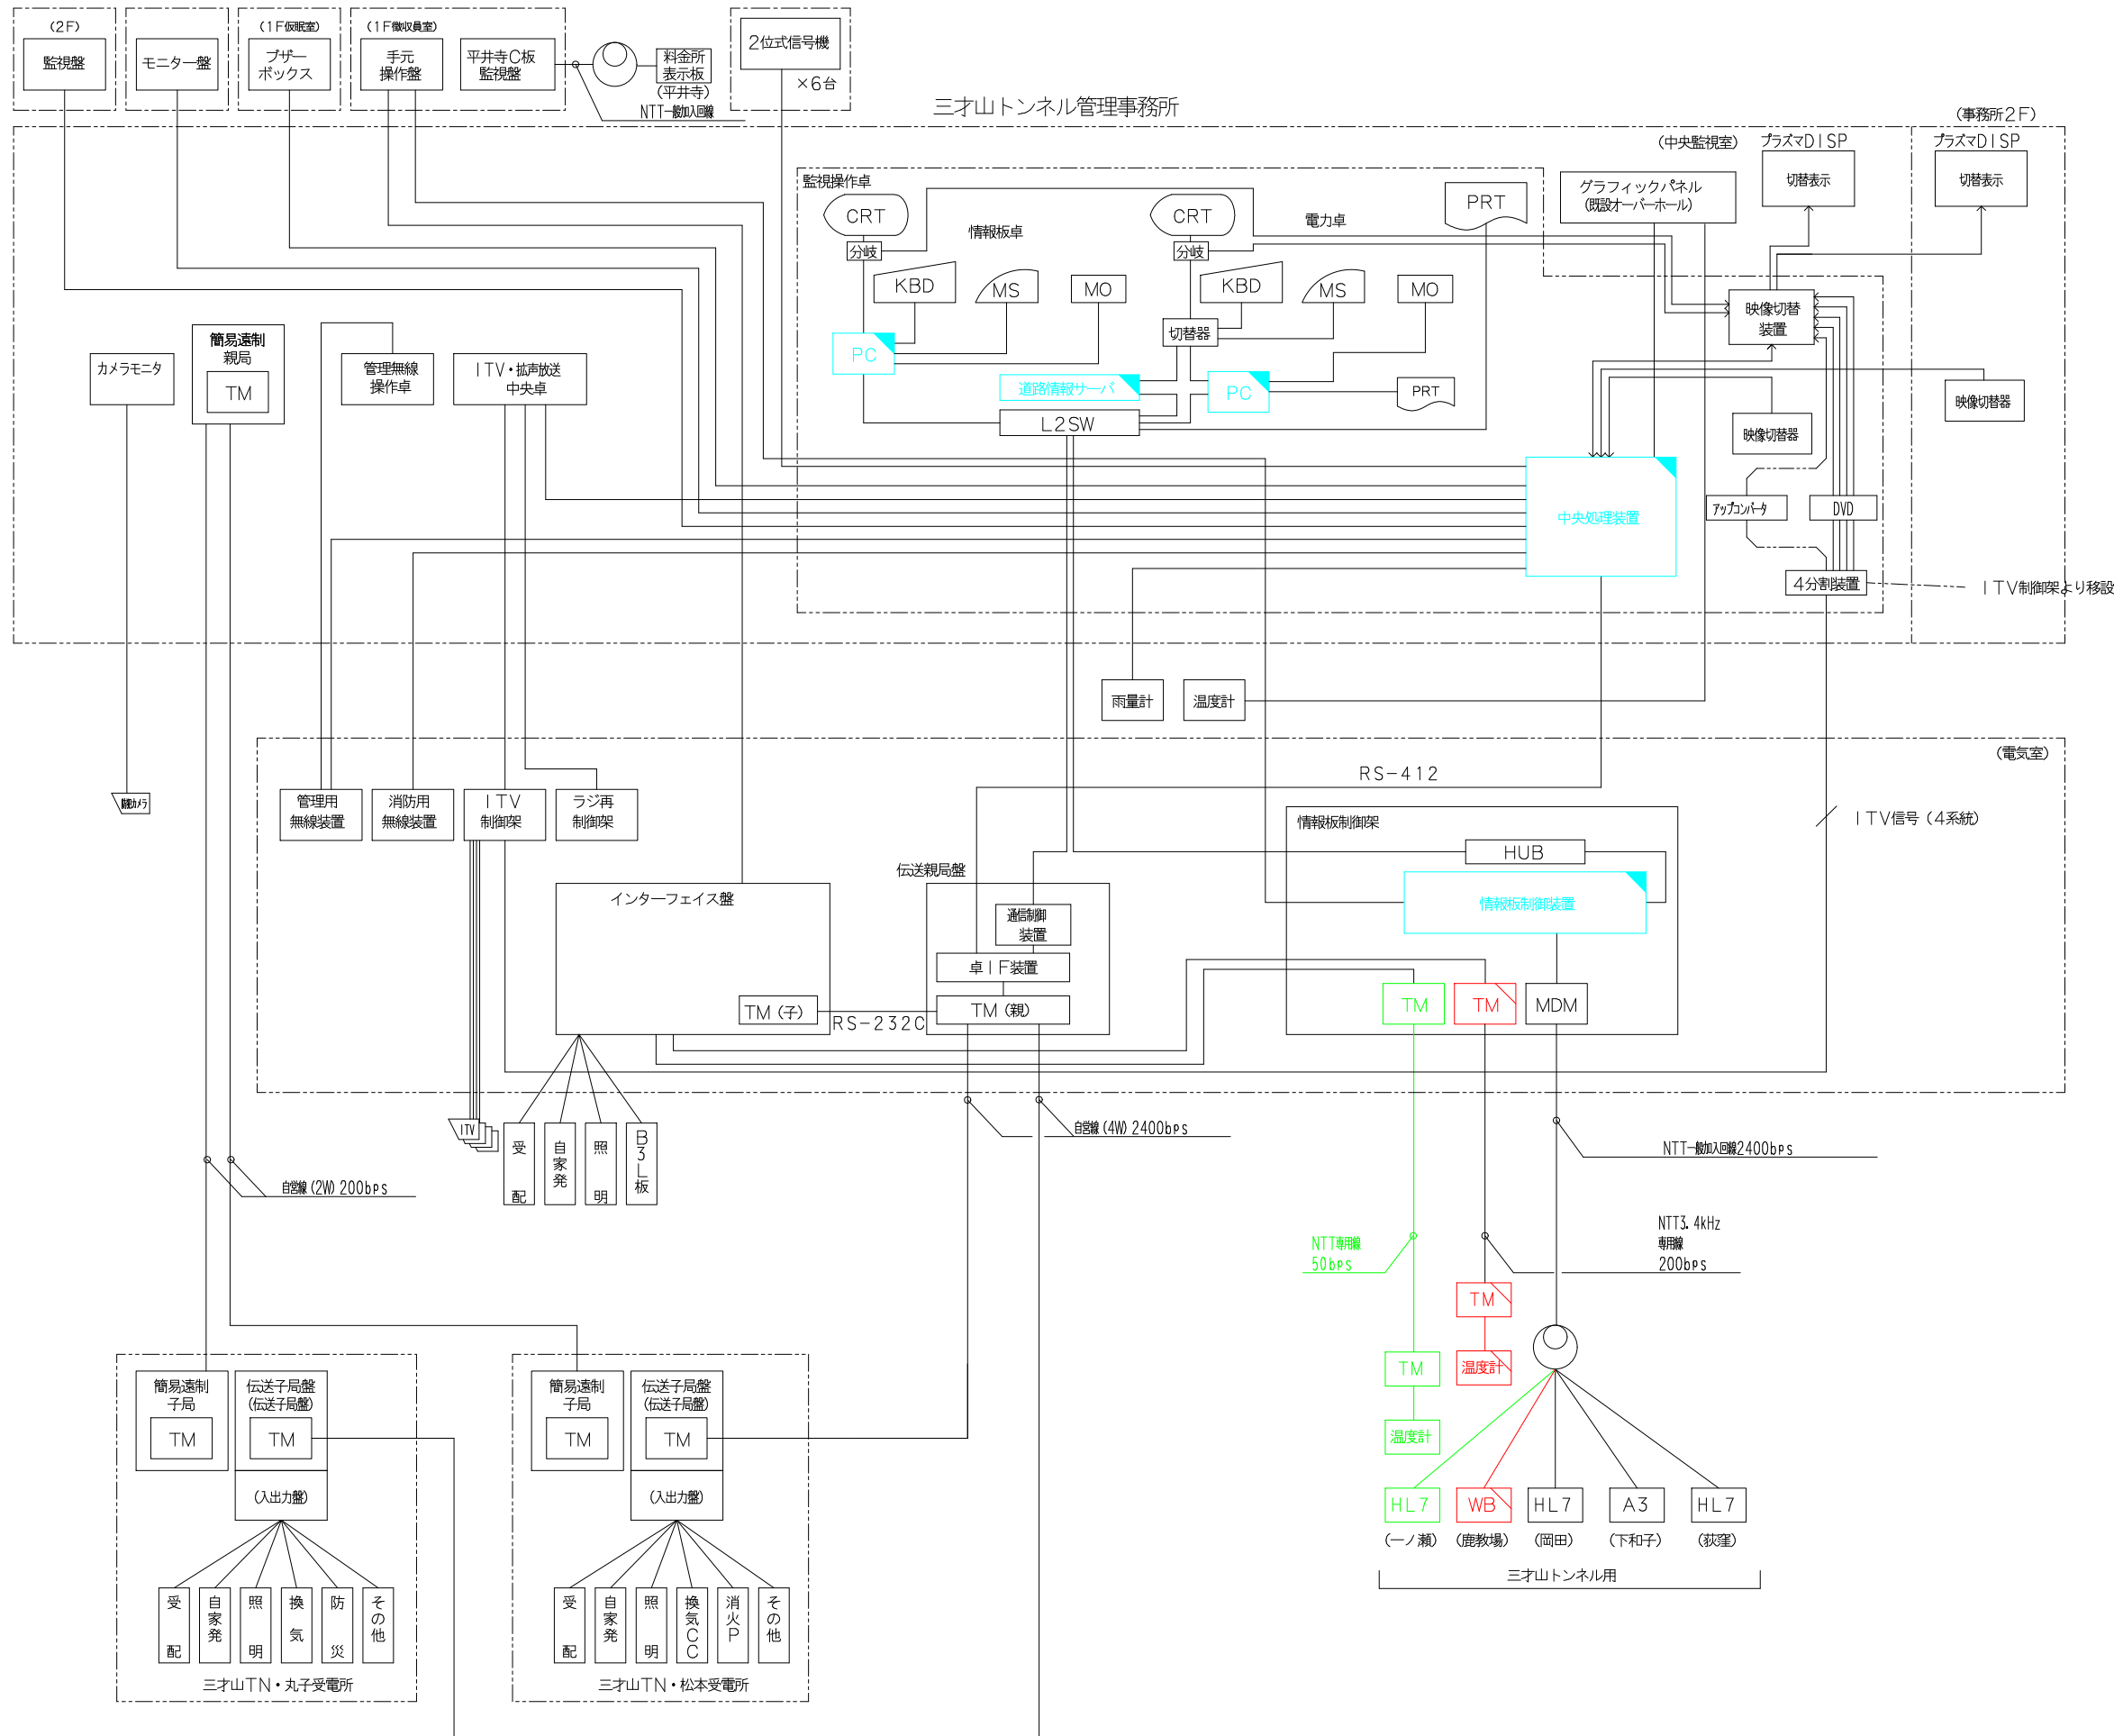 (2F)
監視盤
モニター盤
(1F仮眠室)
ブザー
ボックス
(1F徴収員室)
手元
操作盤
平井寺C板
監視盤
料金所
表示板
(平井寺)
NTT一般加入回線
2位式信号機
×6台
三才山トンネル管理事務所
(事務所2F)
(中央監視室)
プラズマDISP
切替表示
プラズマDISP
切替表示
監視操作卓
CRT
分岐
情報板卓
KBD
MS
MO
CRT
分岐
電力卓
KBD
MS
MO
PRT
グラフィックパネル
(既設オーバーホール)
映像切替
装置
切替器
PC
道路情報サーバ
PC
PRT
L2SW
映像切替器
映像切替器
中央処理装置
アップコンバータ
DVD
4分割装置
ITV制御架より移設
カメラモニタ
簡易遠制
親局
TM
管理無線
操作卓
ITV・拡声放送
中央卓
雨量計
温度計
(電気室)
RS-412
ITV信号(4系統)
管理用
無線装置
消防用
無線装置
ITV
制御架
ラジ再
制御架
インターフェイス盤
TM(子)
RS-232C
伝送親局盤
通信制御
装置
卓IF装置
TM(親)
情報板制御架
HUB
情報板制御装置
TM
TM
MDM
ITV
受配
自家発
照明
B3L板
自営線(2W)200bps
自営線(4W)2400bps
NTT一般加入回線2400bps
NTT専用線
50bps
NTT3.4kHz
専用線
200bps
TM
温度計
TM
温度計
HL7
WB
HL7
A3
HL7
(一ノ瀬)
(鹿教場)
(岡田)
(下和子)
(荻窪)
三才山トンネル用
簡易遠制
子局
TM
伝送子局盤
(伝送子局盤)
TM
(入出力盤)
受配
自家発
照明
換気
防災
その他
三才山TN・丸子受電所
簡易遠制
子局
TM
伝送子局盤
(伝送子局盤)
TM
(入出力盤)
受配
自家発
照明
換気CC
消火P
その他
三才山TN・松本受電所